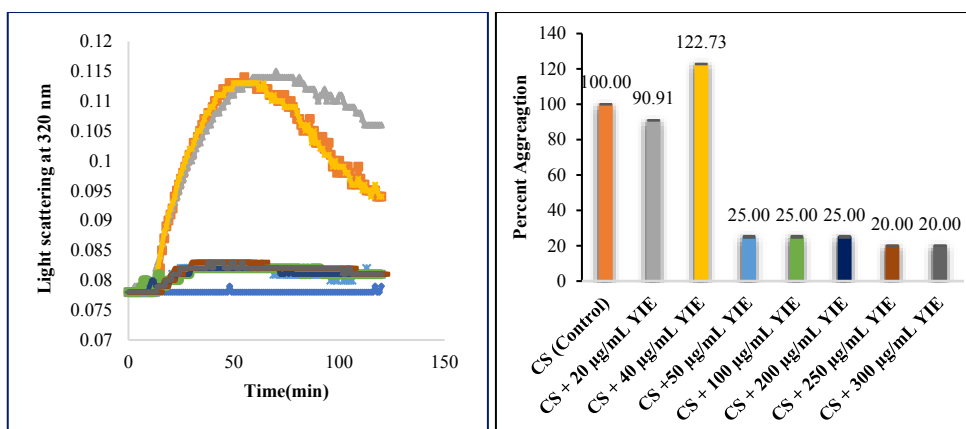 0.12
0.115
0.11
0.105
0.1
0.095
0.09
0.085
0.08
0.075
0.07
Light scattering at 320 nm
0
50
100
150
Time(min)
140
120
100
80
60
40
20
0
Percent Aggreagtion
100.00
90.91
122.73
25.00
25.00
25.00
20.00
20.00
CS (Control)
CS + 20 µg/mL YIE
CS + 40 µg/mL YIE
CS +50 µg/mL YIE
CS + 100 µg/mL YIE
CS + 200 µg/mL YIE
CS + 250 µg/mL YIE
CS + 300 µg/mL YIE